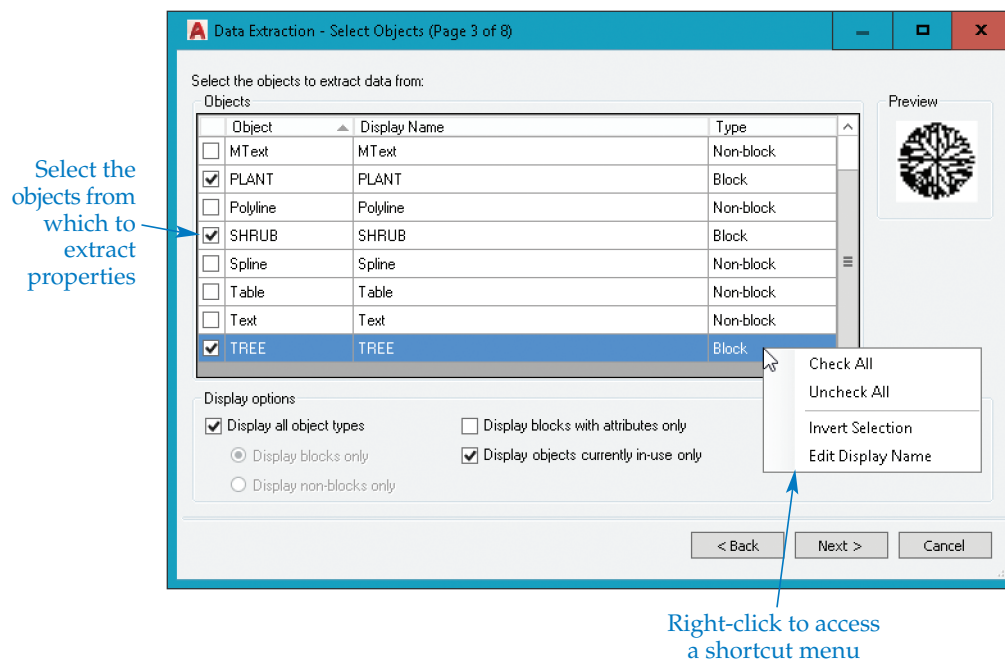 Data Extraction - Select Objects (Page 3 of 8)
Select the objects to extract data from:
Objects
Preview
Object Display Name Type
MText MText Non-block
PLANT PLANT Block
Polyline Polyline Non-block
SHRUB SHRUB Block
Spline Spline Non-block
Table Table Non-block
Text Text Non-block
TREE TREE Block
Check All
Uncheck All
Invert Selection
Edit Display Name
Display options
Display all object types
Display blocks with attributes only
Display blocks only
Display objects currently in-use only
Display non-blocks only
< Back Next > Cancel
Select the
objects from
which to
extract
properties
Right-click to access
a shortcut menu